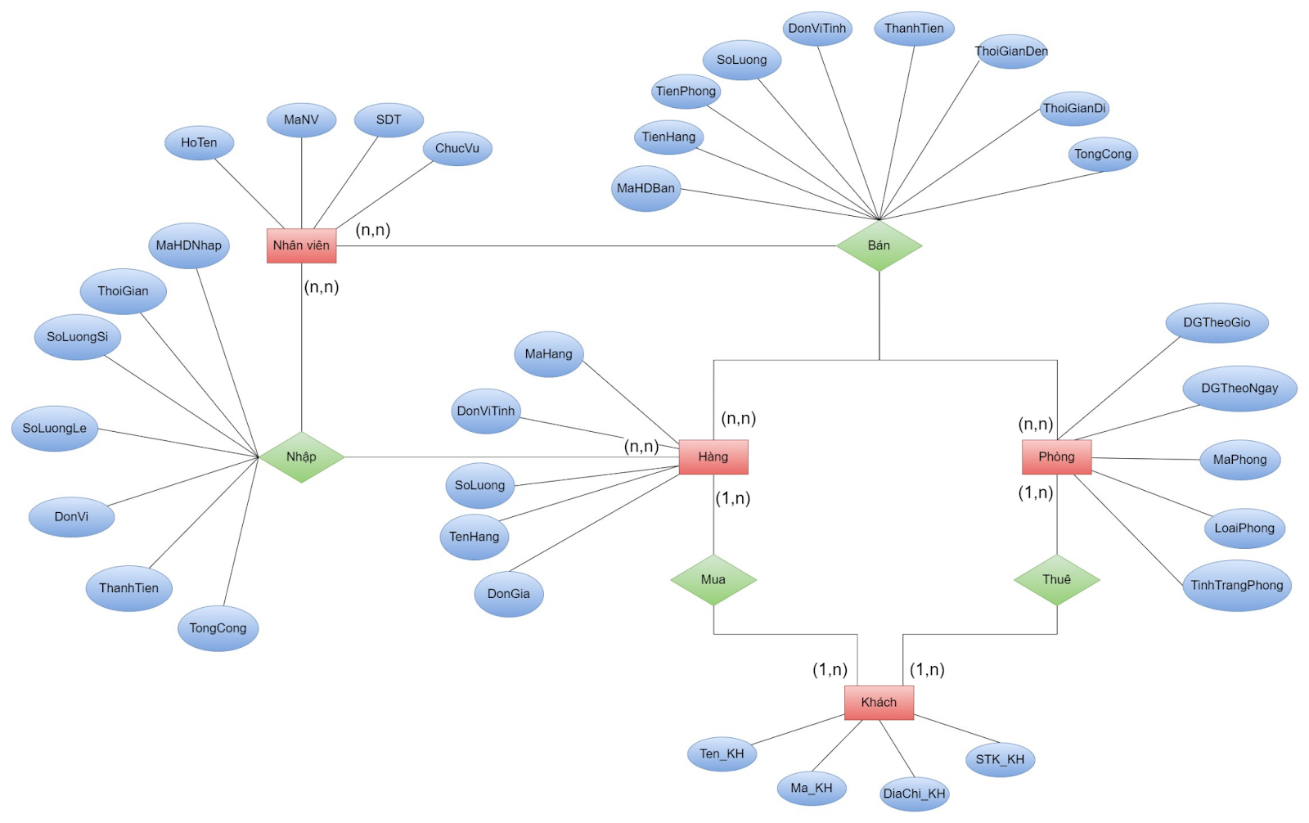 DonViTinh
ThanhTien
ThoiGianDen
SoLuong
TienPhong
ThoiGianDi
TienHang
TongCong
MaHDBan
MaNV
SDT
HoTen
ChucVu
(n,n)
Nhân viên
Bán
(n,n)
MaHDNhap
ThoiGian
SoLuongSi
SoLuongLe
Nhập
DonVi
ThanhTien
TongCong
MaHang
DonViTinh
(n,n)
(n,n)
Hàng
SoLuong
(1,n)
TenHang
DonGia
DGTheoGio
DGTheoNgay
(n,n)
Phòng
MaPhong
(1,n)
LoaiPhong
TinhTrangPhong
Mua
Thuê
(1,n)
(1,n)
Khách
Ten_KH
Ma_KH
DiaChi_KH
STK_KH